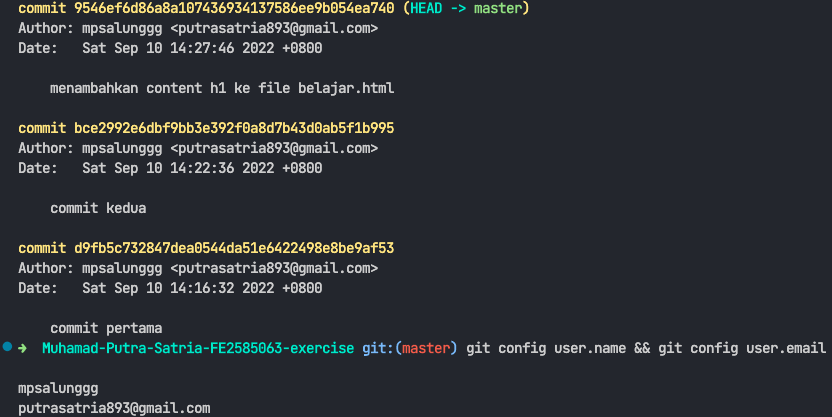 commit 9546ef6d86a8a107436934137586ee9b054ea740 (HEAD -> master)
Author: mpsalunggg <putrasatria893@gmail.com>
Date:   Sat Sep 10 14:27:46 2022 +0800
menambahkan content h1 ke file belajar.html
commit bce2992e6dbf9bb3e392f0a8d7b43d0ab5f1b995
Author: mpsalunggg <putrasatria893@gmail.com>
Date:   Sat Sep 10 14:22:36 2022 +0800
commit kedua
commit d9fb5c732847dea0544da51e6422498e8be9af53
Author: mpsalunggg <putrasatria893@gmail.com>
Date:   Sat Sep 10 14:16:32 2022 +0800
commit pertama
➜  Muhamad-Putra-Satria-FE2585063-exercise git:(master) git config user.name && git config user.email
mpsalunggg
putrasatria893@gmail.com